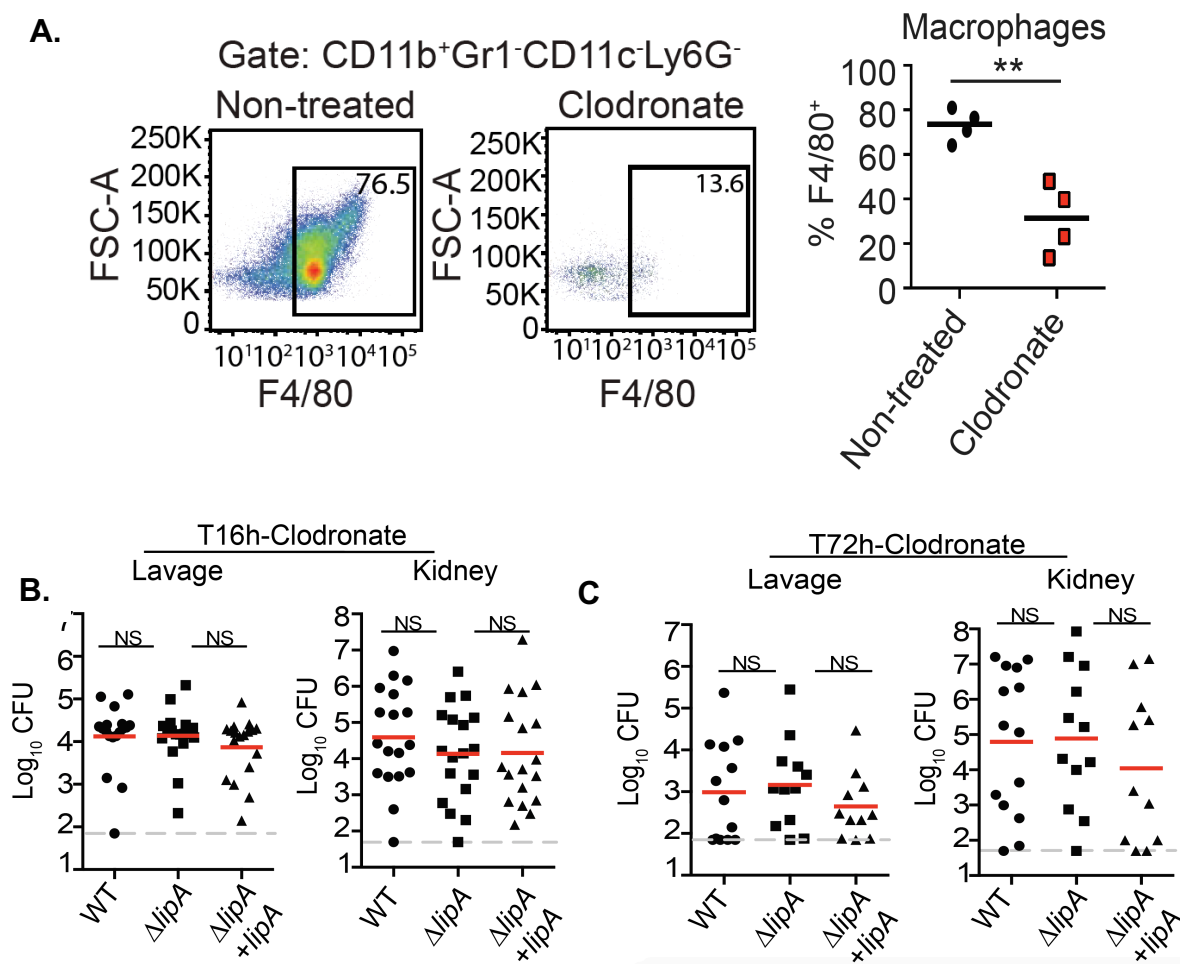 A.
Gate: CD11b⁺Gr1⁻CD11c⁻Ly6G⁻
Non-treated
Clodronate
Macrophages
FSC-A
250K
200K
150K
100K
50K
0
76.5
10¹10²10³10⁴10⁵
F4/80
FSC-A
250K
200K
150K
100K
50K
0
13.6
10¹10²10³10⁴10⁵
F4/80
% F4/80⁺
100
80
60
40
20
0
**
Non-treated
Clodronate
B.
T16h-Clodronate
Lavage
Kidney
Log₁₀ CFU
7
6
5
4
3
2
1
NS
NS
WT
ΔlipA
ΔlipA
+lipA
Log₁₀ CFU
8
7
6
5
4
3
2
1
NS
NS
WT
ΔlipA
ΔlipA
+lipA
C
T72h-Clodronate
Lavage
Kidney
Log₁₀ CFU
7
6
5
4
3
2
1
NS
NS
WT
ΔlipA
ΔlipA
+lipA
Log₁₀ CFU
8
7
6
5
4
3
2
1
NS
NS
WT
ΔlipA
ΔlipA
+lipA